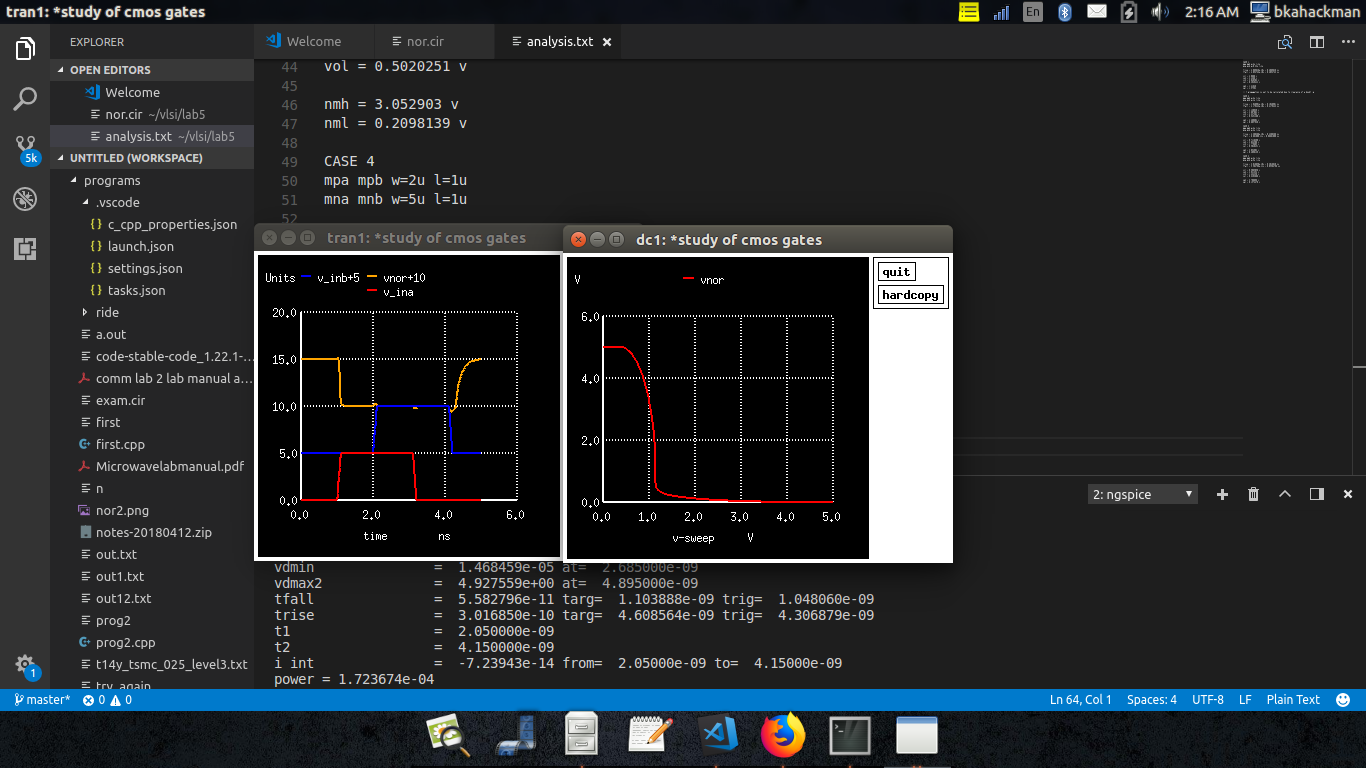 tran1: *study of cmos gates
En
2:16 AM
bkahackman
EXPLORER
OPEN EDITORS
Welcome
nor.cir ~/vlsi/lab5
analysis.txt ~/vlsi/lab5
5k
UNTITLED (WORKSPACE)
programs
.vscode
{ } c_cpp_properties.json
{ } launch.json
{ } settings.json
{ } tasks.json
ride
a.out
code-stable-code_1.22.1-...
comm lab 2 lab manual a...
exam.cir
first
first.cpp
Microwavelabmanual.pdf
n
nor2.png
notes-20180412.zip
out.txt
out1.txt
out12.txt
prog2
prog2.cpp
t14y_tsmc_025_level3.txt
try_again
1
Welcome
nor.cir
analysis.txt
44 vol = 0.5020251 v
45
46 nmh = 3.052903 v
47 nml = 0.2098139 v
48
49 CASE 4
50 mpa mpb w=2u l=1u
51 mna mnb w=5u l=1u
52
tran1: *study of cmos gates
Units v_inb+5 vnor+10
v_ina
20.0
15.0
10.0
5.0
0.0
0.0 2.0 4.0 6.0
time ns
dc1: *study of cmos gates
quit
hardcopy
V vnor
6.0
4.0
2.0
0.0
0.0 1.0 2.0 3.0 4.0 5.0
v-sweep V
2: ngspice
vdmin = 1.468459e-05 at= 2.685000e-09
vdmax2 = 4.927559e+00 at= 4.895000e-09
tfall = 5.582796e-11 targ= 1.103888e-09 trig= 1.048060e-09
trise = 3.016850e-10 targ= 4.608564e-09 trig= 4.306879e-09
t1 = 2.050000e-09
t2 = 4.150000e-09
i_int = -7.23943e-14 from= 2.05000e-09 to= 4.15000e-09
power = 1.723674e-04
master* 0 0
Ln 64, Col 1 Spaces: 4 UTF-8 LF Plain Text